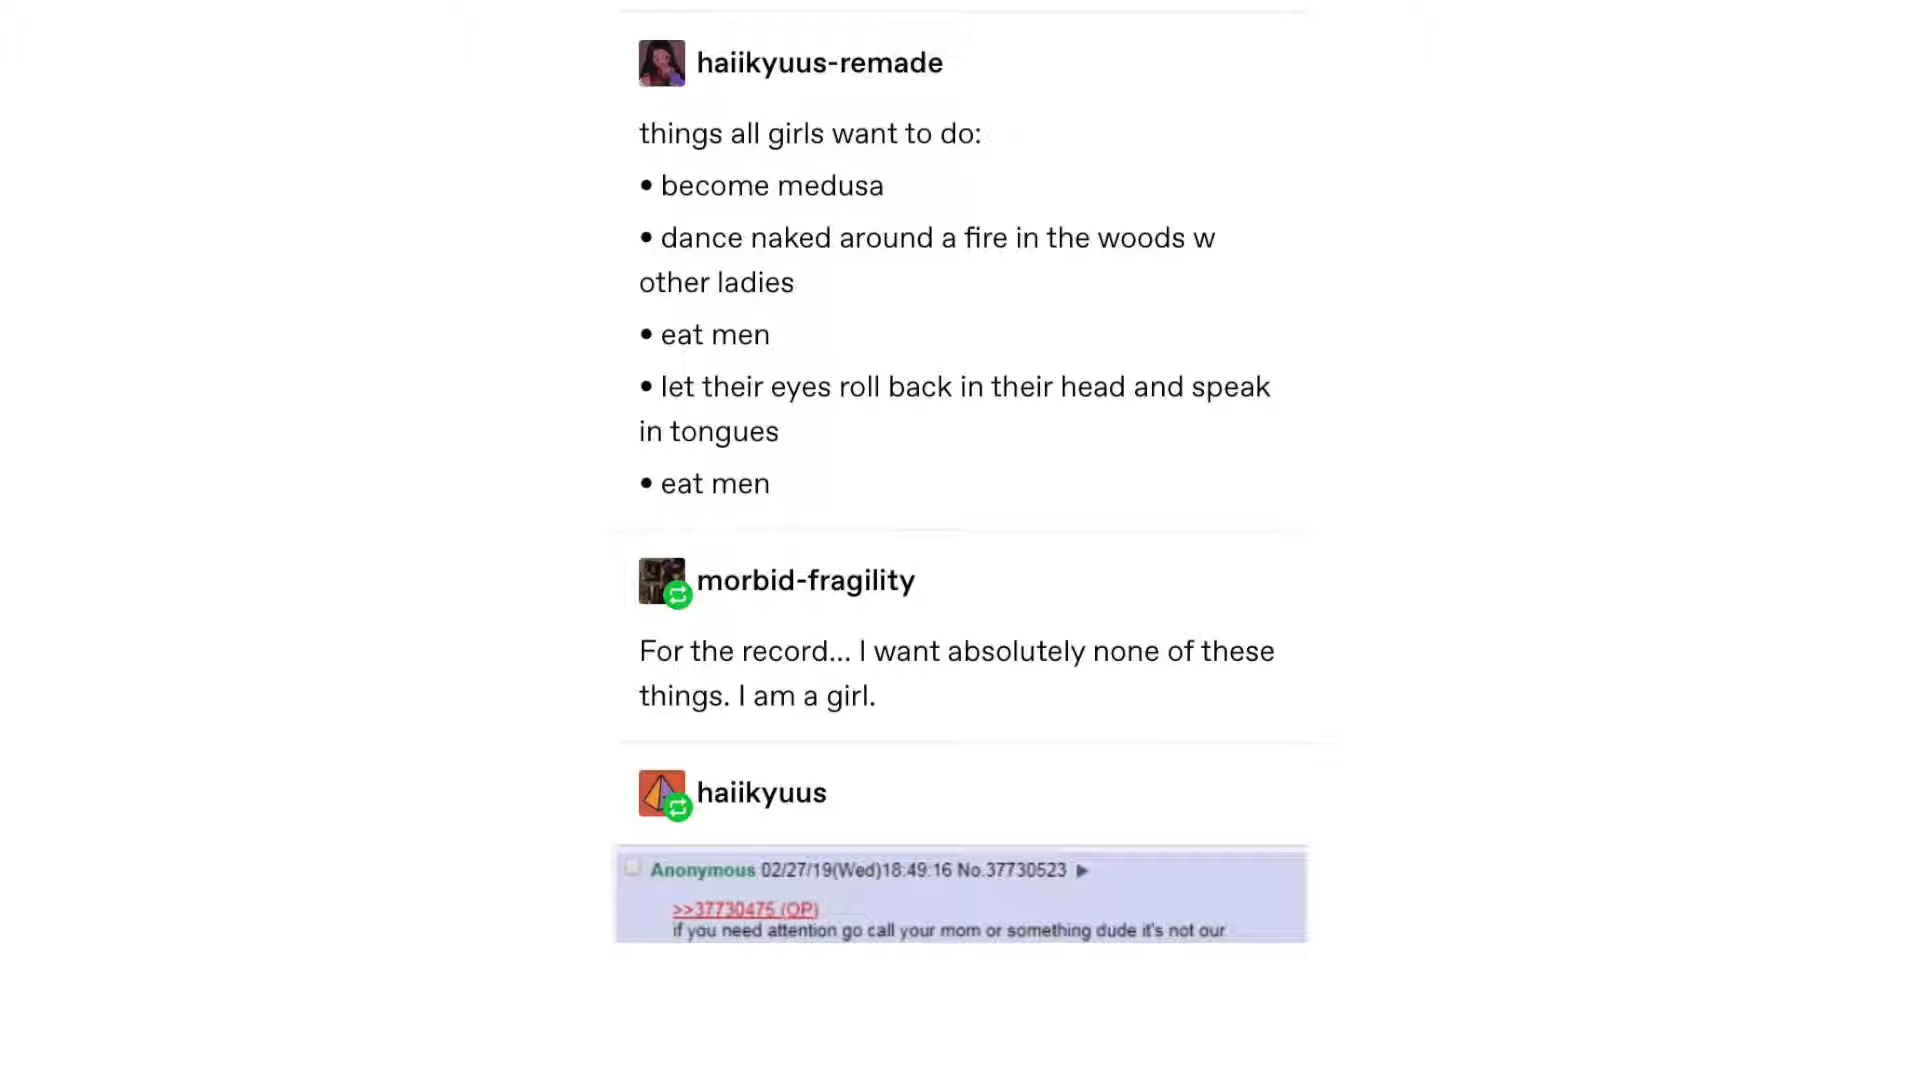 haiikyuus-remade
things all girls want to do:
• become medusa
• dance naked around a fire in the woods w
other ladies
• eat men
• let their eyes roll back in their head and speak
in tongues
• eat men
morbid-fragility
For the record... I want absolutely none of these
things. I am a girl.
haiikyuus
Anonymous 02/27/19(Wed)18:49:16 No.37730523 ▶
>>37730475 (OP)
if you need attention go call your mom or something dude it's not our